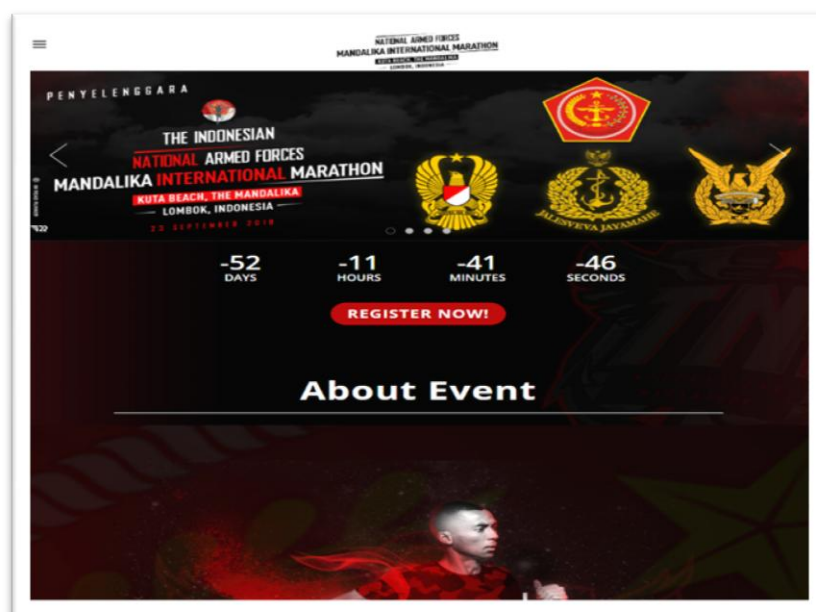 NATIONAL ARMED FORCES
MANDALIKA INTERNATIONAL MARATHON
KUTA BEACH, THE MANDALIKA
LOMBOK, INDONESIA
PENYELENGGARA
THE INDONESIAN
NATIONAL ARMED FORCES
MANDALIKA INTERNATIONAL MARATHON
KUTA BEACH, THE MANDALIKA
LOMBOK, INDONESIA
23 SEPTEMBER 2018
JALESVEVA JAYAMAHE
-52 -11 -41 -46
DAYS HOURS MINUTES SECONDS
REGISTER NOW!
About Event